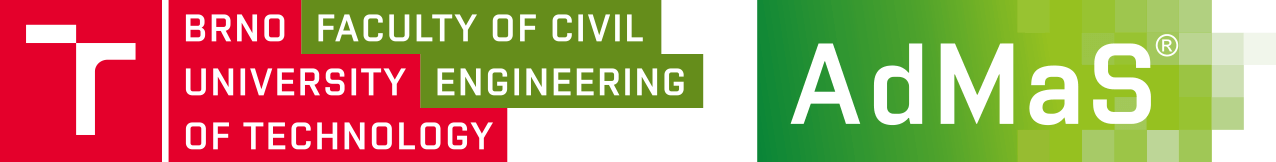 BRNO FACULTY OF CIVIL
UNIVERSITY ENGINEERING
OF TECHNOLOGY
AdMaS®